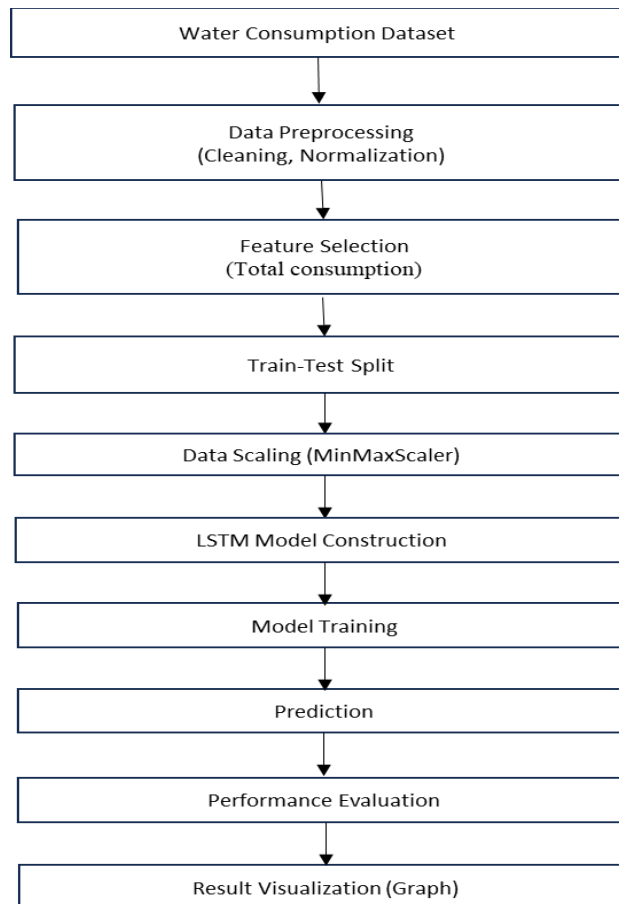 Water Consumption Dataset
Data Preprocessing
(Cleaning, Normalization)
Feature Selection
(Total consumption)
Train-Test Split
Data Scaling (MinMaxScaler)
LSTM Model Construction
Model Training
Prediction
Performance Evaluation
Result Visualization (Graph)